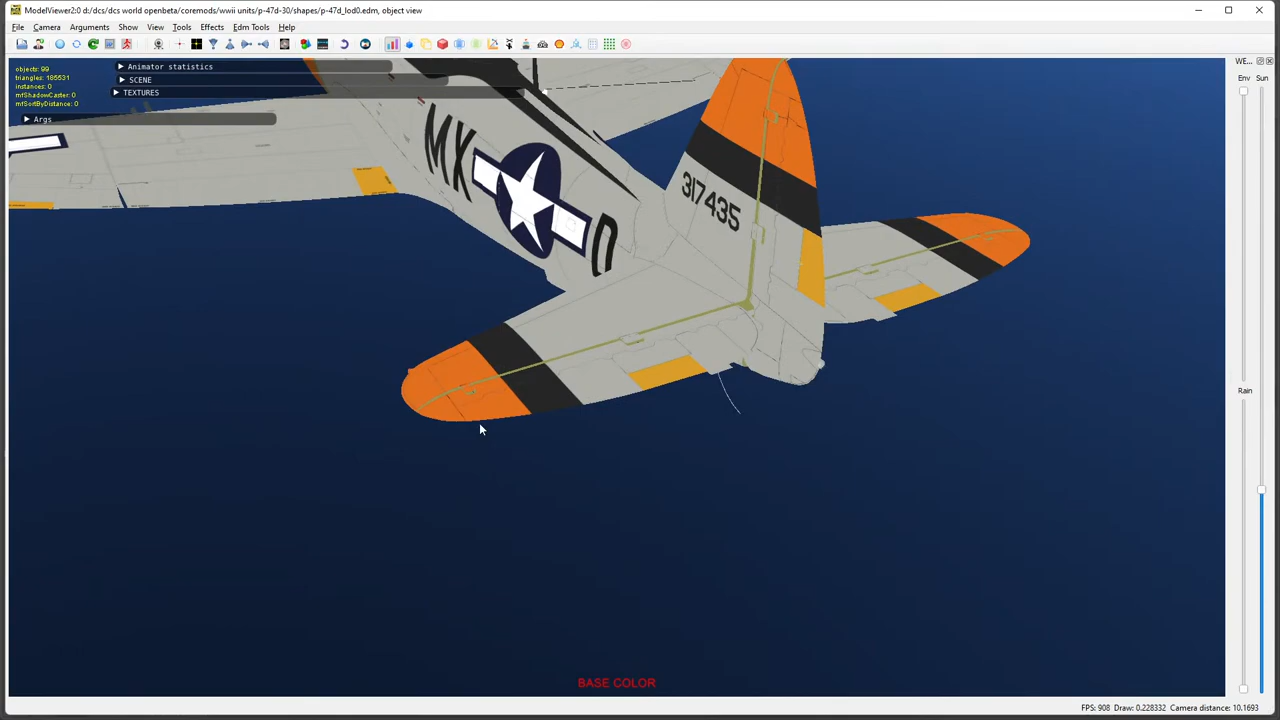 ModelViewer2.0 d:/dcs/dcs world openbeta/coremods/wwii units/p-47d-30/shapes/p-47d_lod0.edm, object view
File Camera Arguments Show View Tools Effects Edm Tools Help
WE...
objects: 99
triangles: 185531
instances: 0
mfShadowCaster: 0
mfSortByDistance: 0
Animator statistics
SCENE
TEXTURES
Args
Env Sun
Rain
MX
O
317435
BASE COLOR
FPS: 908 Draw: 0.228332 Camera distance: 10.1693